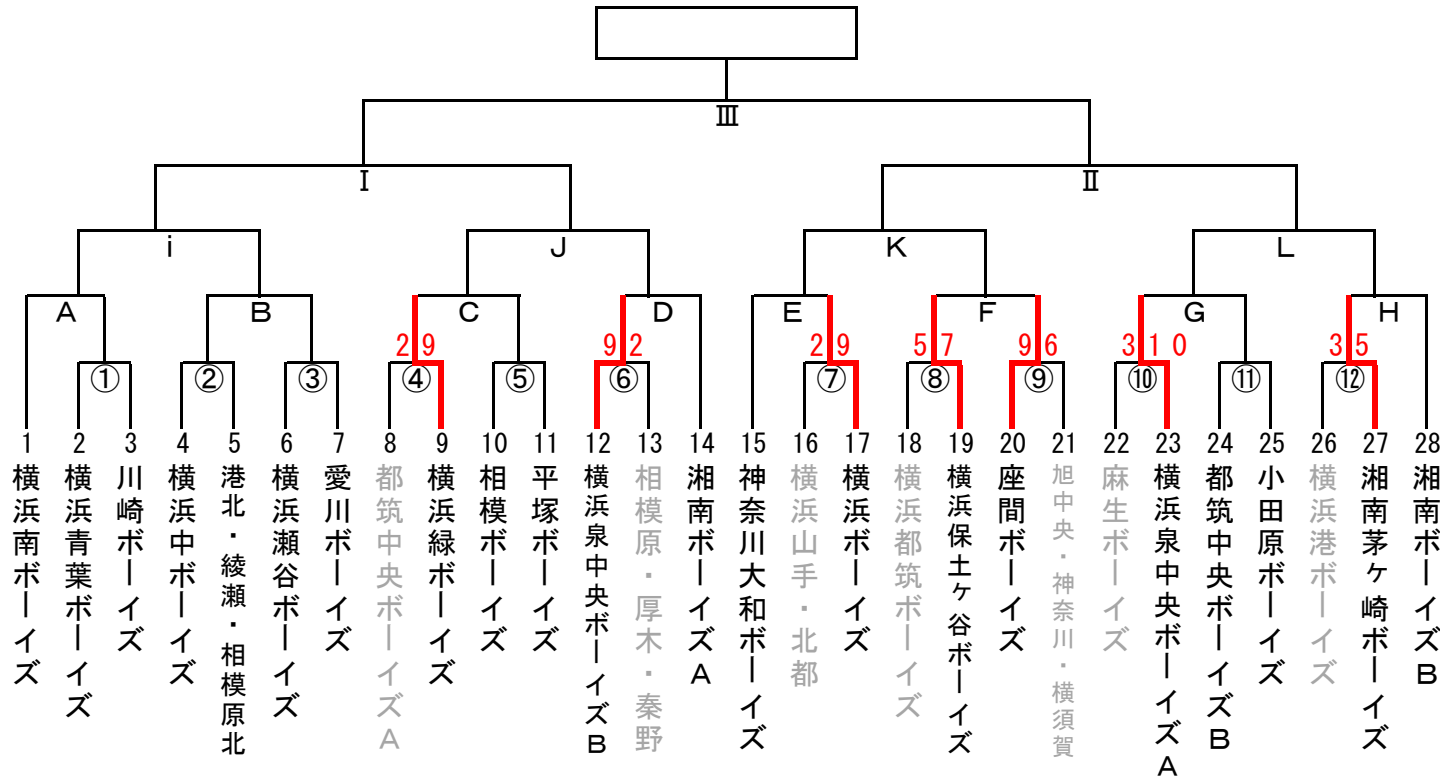 Ⅲ
Ⅰ
Ⅱ
i
J
K
L
A
B
C
D
E
F
G
H
2 9
9 2
2 9
5 7
9 6
3 1 0
3 5
①
②
③
④
⑤
⑥
⑦
⑧
⑨
⑩
⑪
⑫
1
横浜南ボーイズ
2
横浜青葉ボーイズ
3
川崎ボーイズ
4
横浜中ボーイズ
5
港北・綾瀬・相模原北
6
横浜瀬谷ボーイズ
7
愛川ボーイズ
8
都筑中央ボーイズA
9
横浜緑ボーイズ
10
相模ボーイズ
11
平塚ボーイズ
12
横浜泉中央ボーイズB
13
相模原・厚木・秦野
14
湘南ボーイズA
15
神奈川大和ボーイズ
16
横浜山手・北都
17
横浜ボーイズ
18
横浜都筑ボーイズ
19
横浜保土ヶ谷ボーイズ
20
座間ボーイズ
21
旭中央・神奈川・横須賀
22
麻生ボーイズ
23
横浜泉中央ボーイズA
24
都筑中央ボーイズB
25
小田原ボーイズ
26
横浜港ボーイズ
27
湘南茅ケ崎ボーイズ
28
湘南ボーイズB